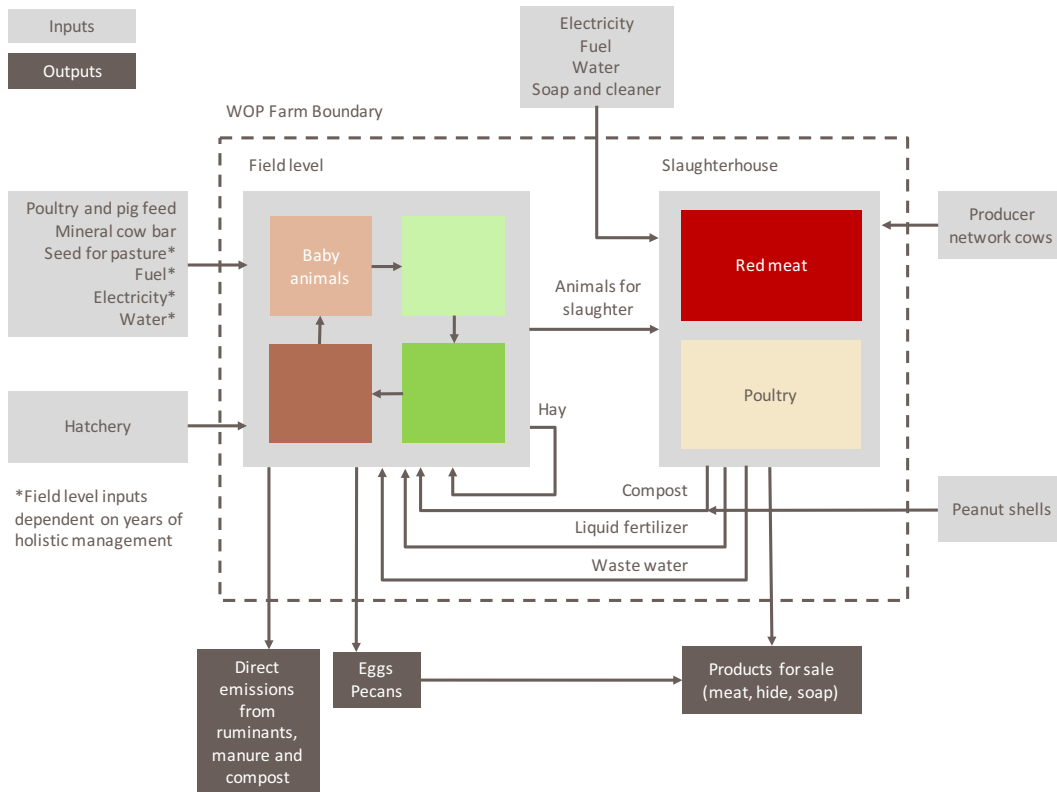 Inputs
Outputs
Electricity
Fuel
Water
Soap and cleaner
WOP Farm Boundary
Field level
Slaughterhouse
Poultry and pig feed
Mineral cow bar
Seed for pasture*
Fuel*
Electricity*
Water*
Baby
animals
Animals for
slaughter
Red meat
Producer
network cows
Poultry
Hatchery
Hay
*Field level inputs
dependent on years of
holistic management
Compost
Liquid fertilizer
Waste water
Peanut shells
Direct
emissions
from
ruminants,
manure and
compost
Eggs
Pecans
Products for sale
(meat, hide, soap)